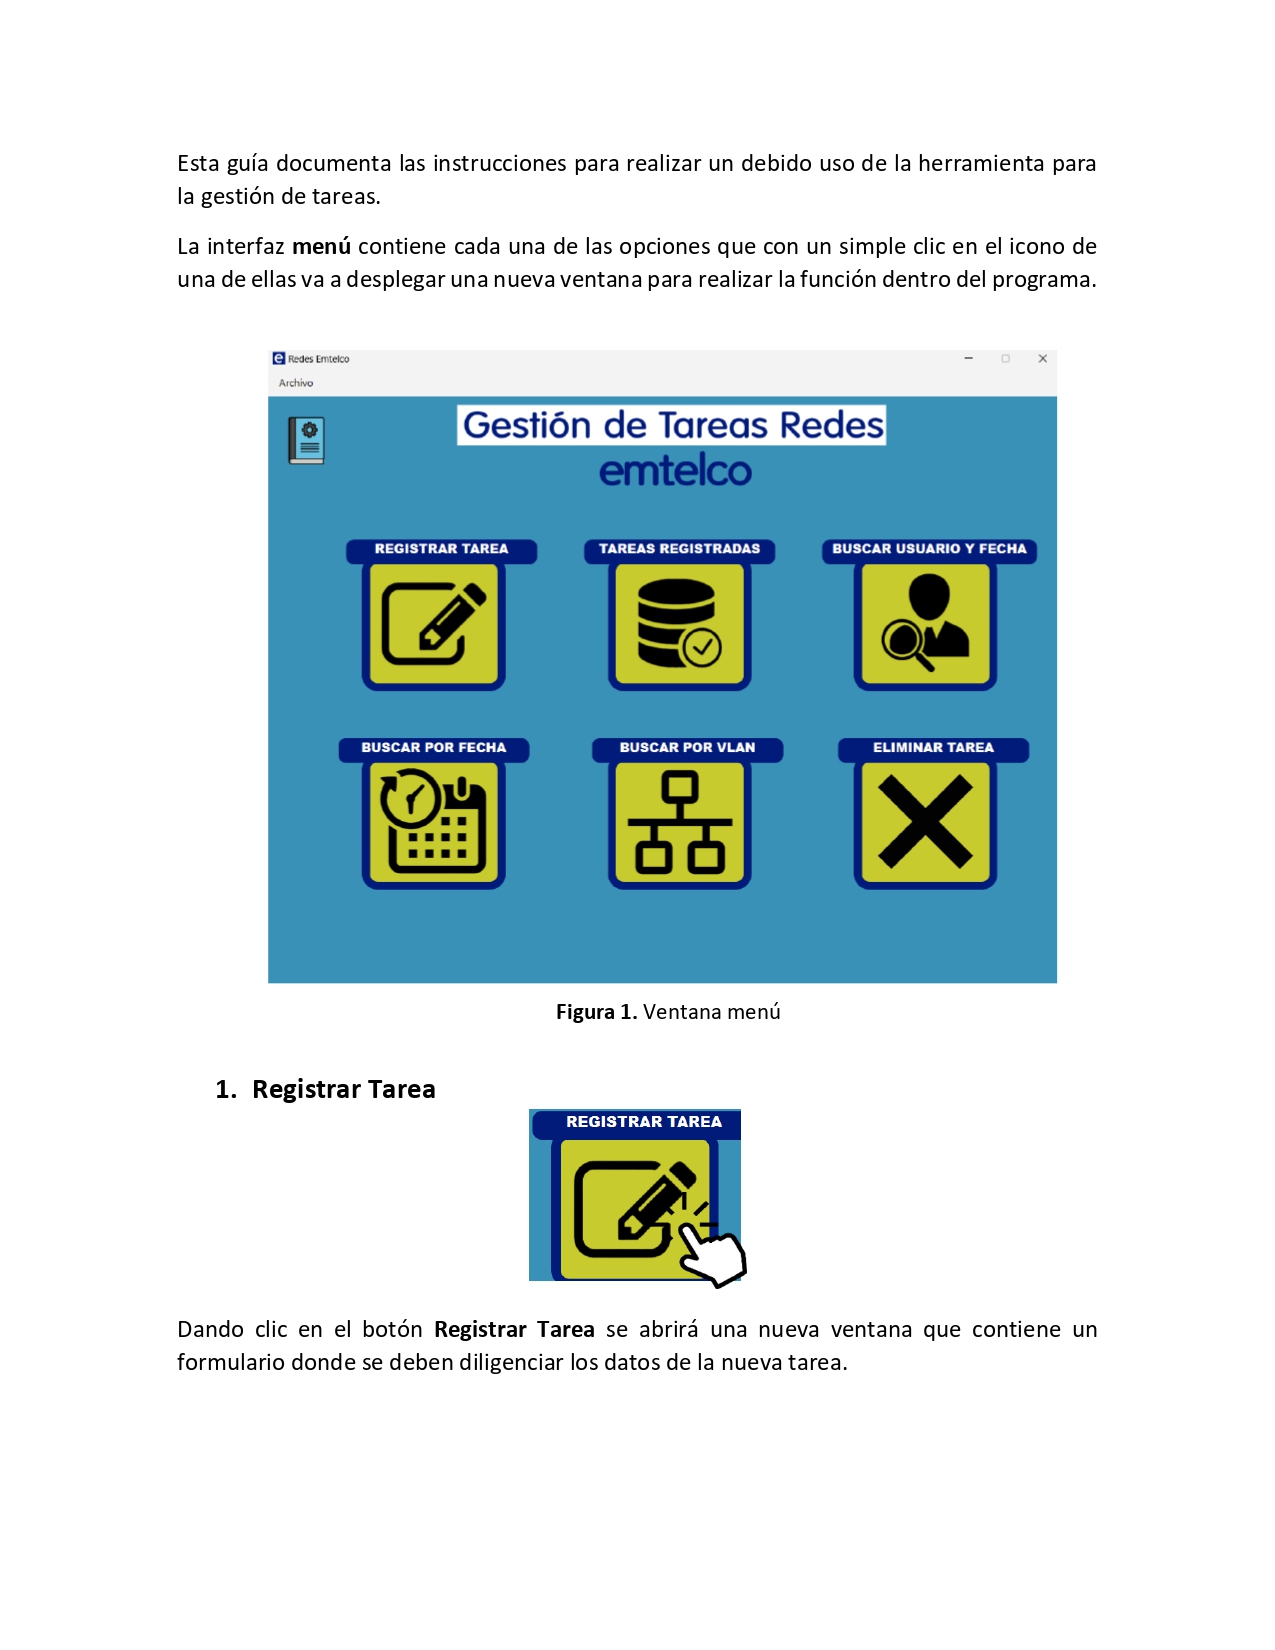 Esta guía documenta las instrucciones para realizar un debido uso de la herramienta para
la gestión de tareas.
La interfaz menú contiene cada una de las opciones que con un simple clic en el icono de
una de ellas va a desplegar una nueva ventana para realizar la función dentro del programa.
e Redes Emtelco
Archivo
Gestión de Tareas Redes
emtelco
REGISTRAR TAREA TAREAS REGISTRADAS BUSCAR USUARIO Y FECHA
BUSCAR POR FECHA BUSCAR POR VLAN ELIMINAR TAREA
Figura 1. Ventana menú
1. Registrar Tarea
REGISTRAR TAREA
Dando clic en el botón Registrar Tarea se abrirá una nueva ventana que contiene un
formulario donde se deben diligenciar los datos de la nueva tarea.